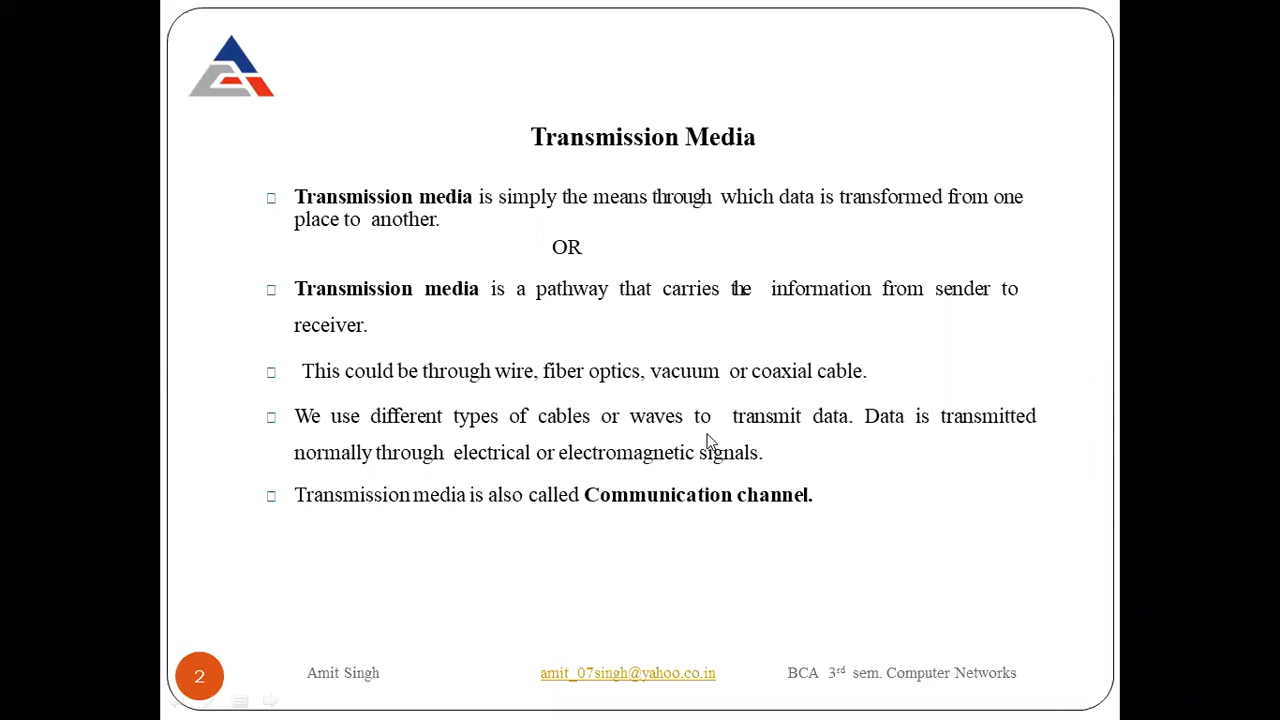 Transmission Media
Transmission media is simply the means through which data is transformed from one
place to another.
OR
Transmission media is a pathway that carries the information from sender to
receiver.
This could be through wire, fiber optics, vacuum or coaxial cable.
We use different types of cables or waves to transmit data. Data is transmitted
normally through electrical or electromagnetic signals.
Transmission media is also called Communication channel.
2 Amit Singh amit_07singh@yahoo.co.in BCA 3rd sem. Computer Networks